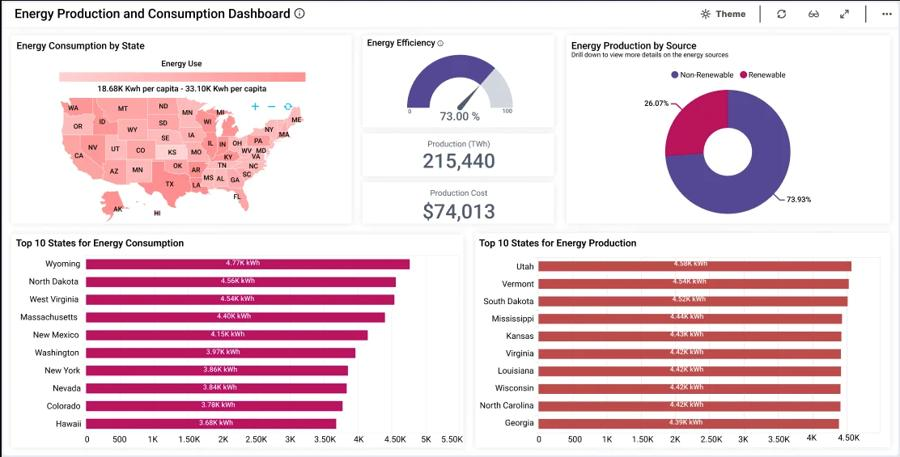 Energy Production and Consumption Dashboard
Theme
Energy Consumption by State
Energy Use
18.68K Kwh per capita - 33.10K Kwh per capita
WA
MT
ND
MN
WI
MI
ME
OR
ID
WY
SD
IA
NY
MA
SE
IL
IN
OH
PA
NV
UT
CO
KS
MO
WV
MD
CA
KY
VA
AZ
MN
OK
AR
TN
NC
TX
LA
MS
AL
GA
SC
FL
AK
HI
Energy Efficiency
0
100
73.00 %
Production (TWh)
215,440
Production Cost
$74,013
Energy Production by Source
Drill down to view more details on the energy sources
Non-Renewable
Renewable
26.07%
73.93%
Top 10 States for Energy Consumption
Wyoming 4.77K kWh
North Dakota 4.56K kWh
West Virginia 4.54K kWh
Massachusetts 4.40K kWh
New Mexico 4.15K kWh
Washington 3.97K kWh
New York 3.86K kWh
Nevada 3.84K kWh
Colorado 3.78K kWh
Hawaii 3.68K kWh
0 500 1K 1.50K 2K 2.50K 3K 3.50K 4K 4.50K 5K 5.50K
Top 10 States for Energy Production
Utah 4.58K kWh
Vermont 4.54K kWh
South Dakota 4.52K kWh
Mississippi 4.44K kWh
Kansas 4.43K kWh
Virginia 4.42K kWh
Louisiana 4.42K kWh
Wisconsin 4.42K kWh
North Carolina 4.42K kWh
Georgia 4.39K kWh
0 500 1K 1.50K 2K 2.50K 3K 3.50K 4K 4.50K